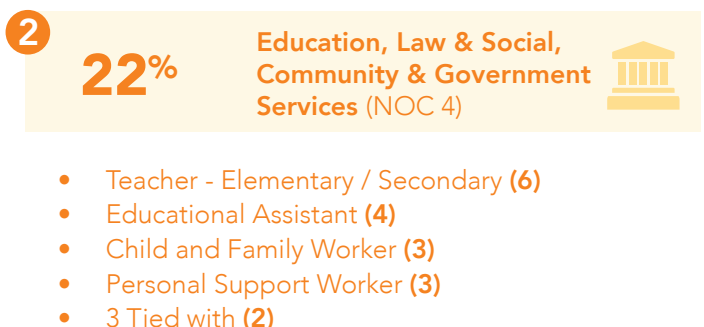 2
22%
Education, Law & Social,
Community & Government
Services (NOC 4)
• Teacher - Elementary / Secondary (6)
• Educational Assistant (4)
• Child and Family Worker (3)
• Personal Support Worker (3)
• 3 Tied with (2)